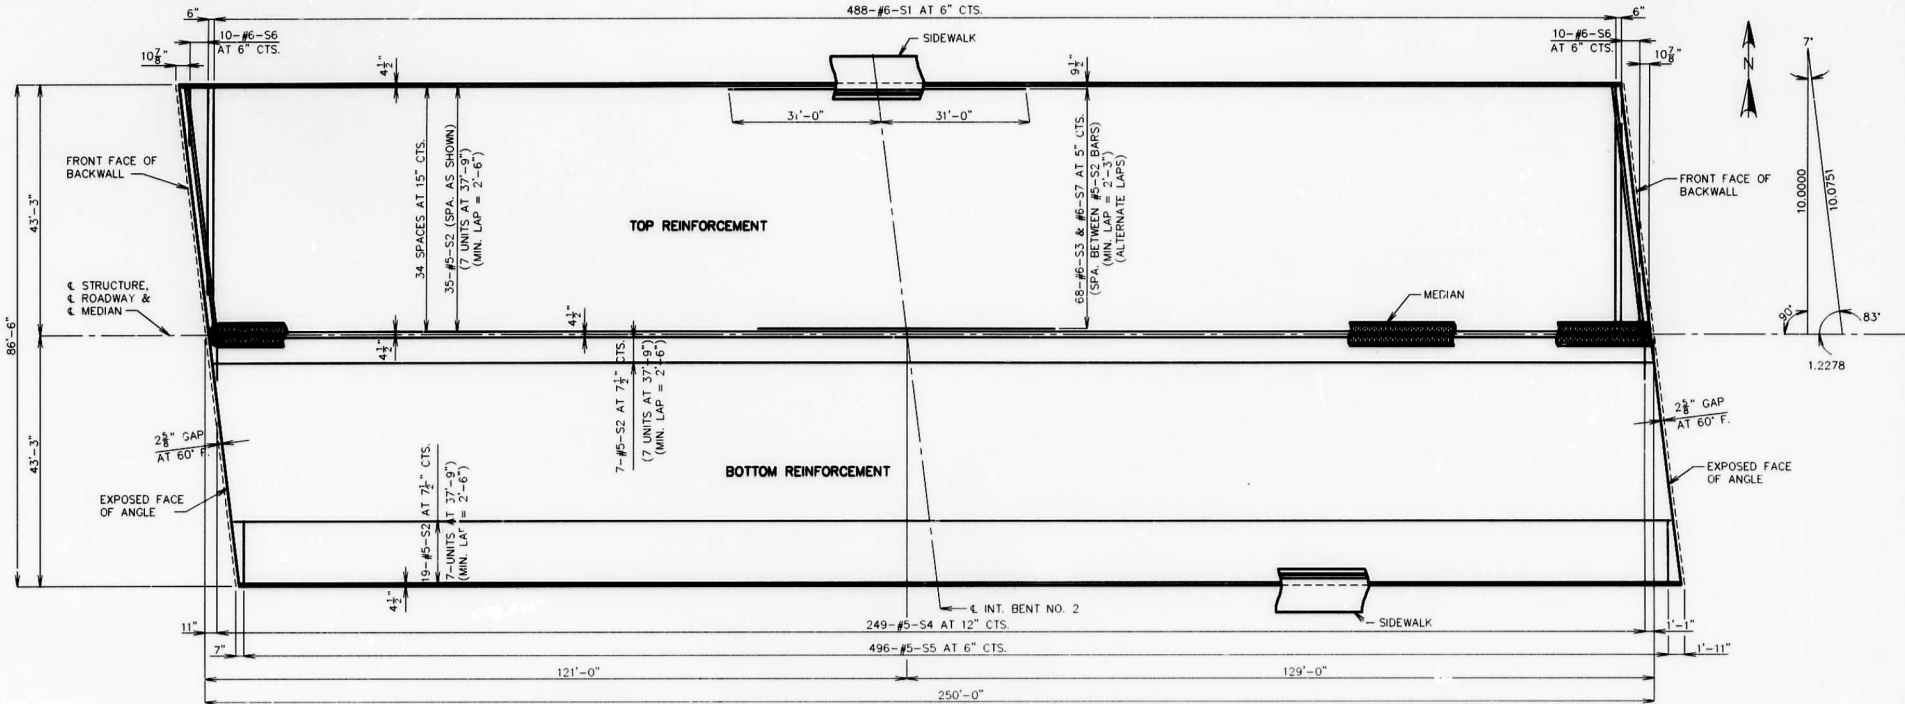 488-#6-S1 AT 6" CTS.
6"
6"
10-#6-S6
AT 6" CTS.
10-#6-S6
AT 6" CTS.
10⅞"
10⅞"
SIDEWALK
4½"
9½"
31'-0"
31'-0"
N
7°
10.0000
10.0751
90°
83°
1.2278
FRONT FACE OF
BACKWALL
FRONT FACE OF
BACKWALL
43'-3"
86'-6"
43'-3"
34 SPACES AT 15" CTS.
35-#5-S2 (SPA. AS SHOWN)
(7 UNITS AT 37'-9")
(MIN. LAP = 2'-6")
TOP REINFORCEMENT
68-#6-S3 & #6-S7 AT 5" CTS.
(SPA. BETWEEN #5-S2 BARS)
(MIN. LAP = 2'-3")
(ALTERNATE LAPS)
℄ STRUCTURE,
℄ ROADWAY &
℄ MEDIAN
MEDIAN
4½"
4½"
7-#5-S2 AT 7½" CTS.
(7 UNITS AT 37'-9")
(MIN. LAP = 2'-6")
2⅝" GAP
AT 60° F.
2⅝" GAP
AT 60° F.
BOTTOM REINFORCEMENT
EXPOSED FACE
OF ANGLE
EXPOSED FACE
OF ANGLE
19-#5-S2 AT 7½" CTS.
7-UNITS AT 37'-9")
(MIN. LAP = 2'-6")
4½"
℄ INT. BENT NO. 2
SIDEWALK
11"
249-#5-S4 AT 12" CTS.
1'-1"
7"
496-#5-S5 AT 6" CTS.
1'-11"
121'-0"
129'-0"
250'-0"